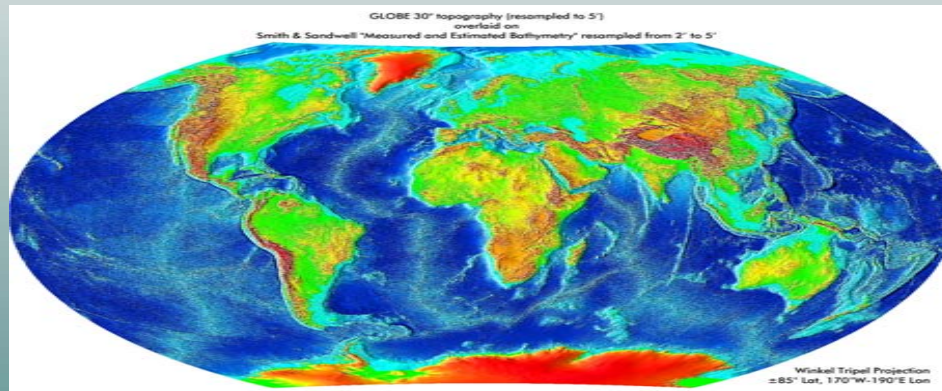 GLOBE 30" topography (resampled to 5')
overlaid on
Smith & Sandwell "Measured and Estimated Bathymetry" resampled from 2' to 5'
Winkel Tripel Projection
±85° Lat, 170°W-190°E Lon